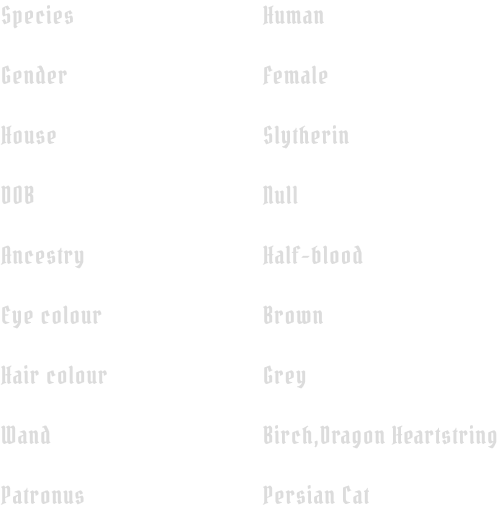 Species Human
Gender Female
House Slytherin
DOB Null
Ancestry Half-blood
Eye colour Brown
Hair colour Grey
Wand Birch,Dragon Heartstring
Patronus Persian Cat